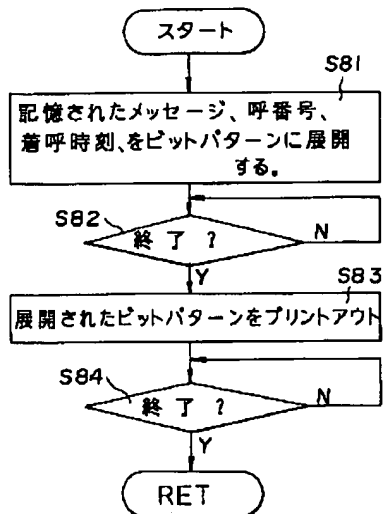 スタート
S81
記憶されたメッセージ、呼番号、
着呼時刻、をビットパターンに展開
する。
S82
終了?
N
Y
S83
展開されたビットパターンをプリントアウト
S84
終了?
N
Y
RET